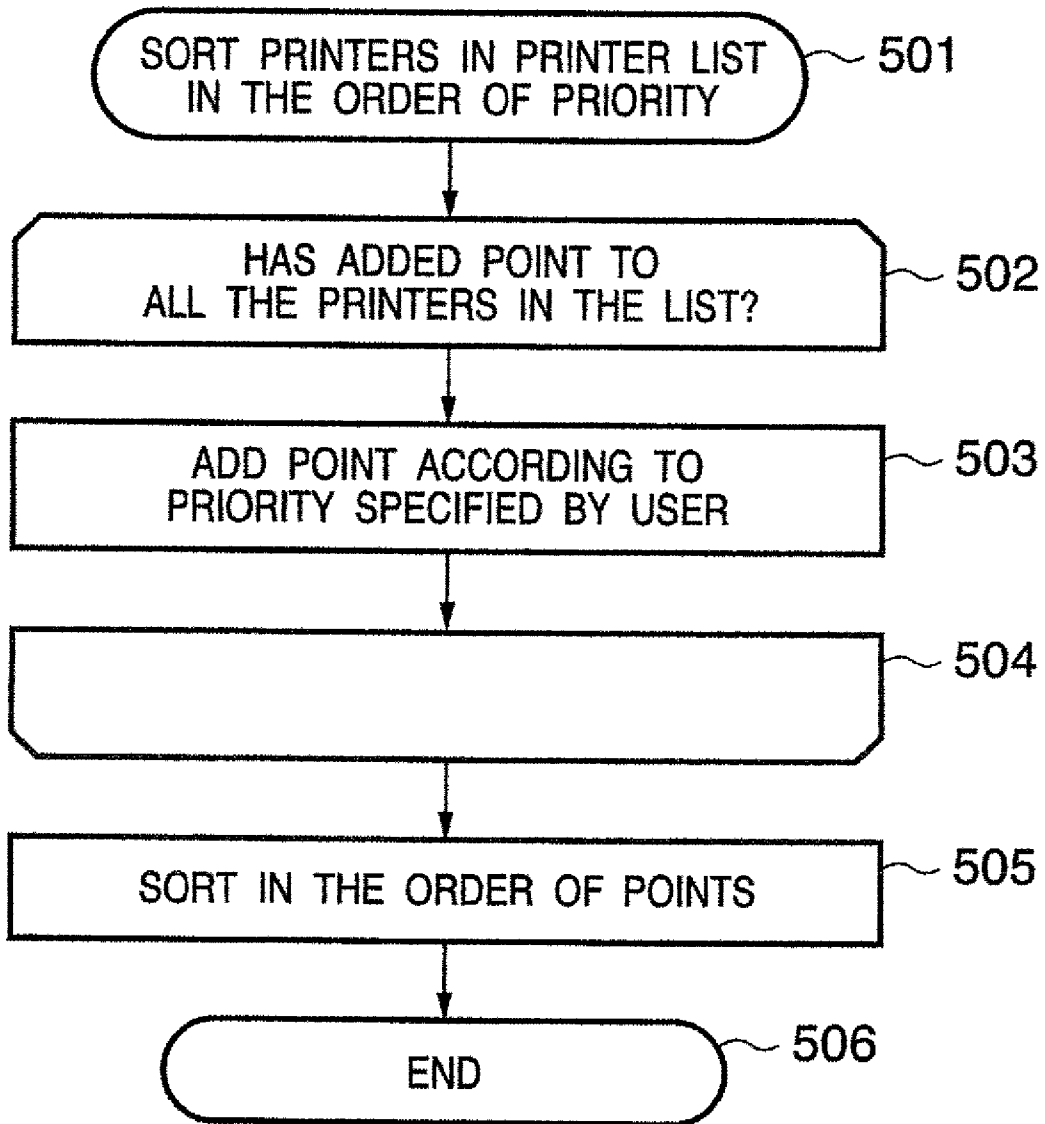 SORT PRINTERS IN PRINTER LIST
IN THE ORDER OF PRIORITY
501
HAS ADDED POINT TO
ALL THE PRINTERS IN THE LIST?
502
ADD POINT ACCORDING TO
PRIORITY SPECIFIED BY USER
503
504
SORT IN THE ORDER OF POINTS
505
END
506